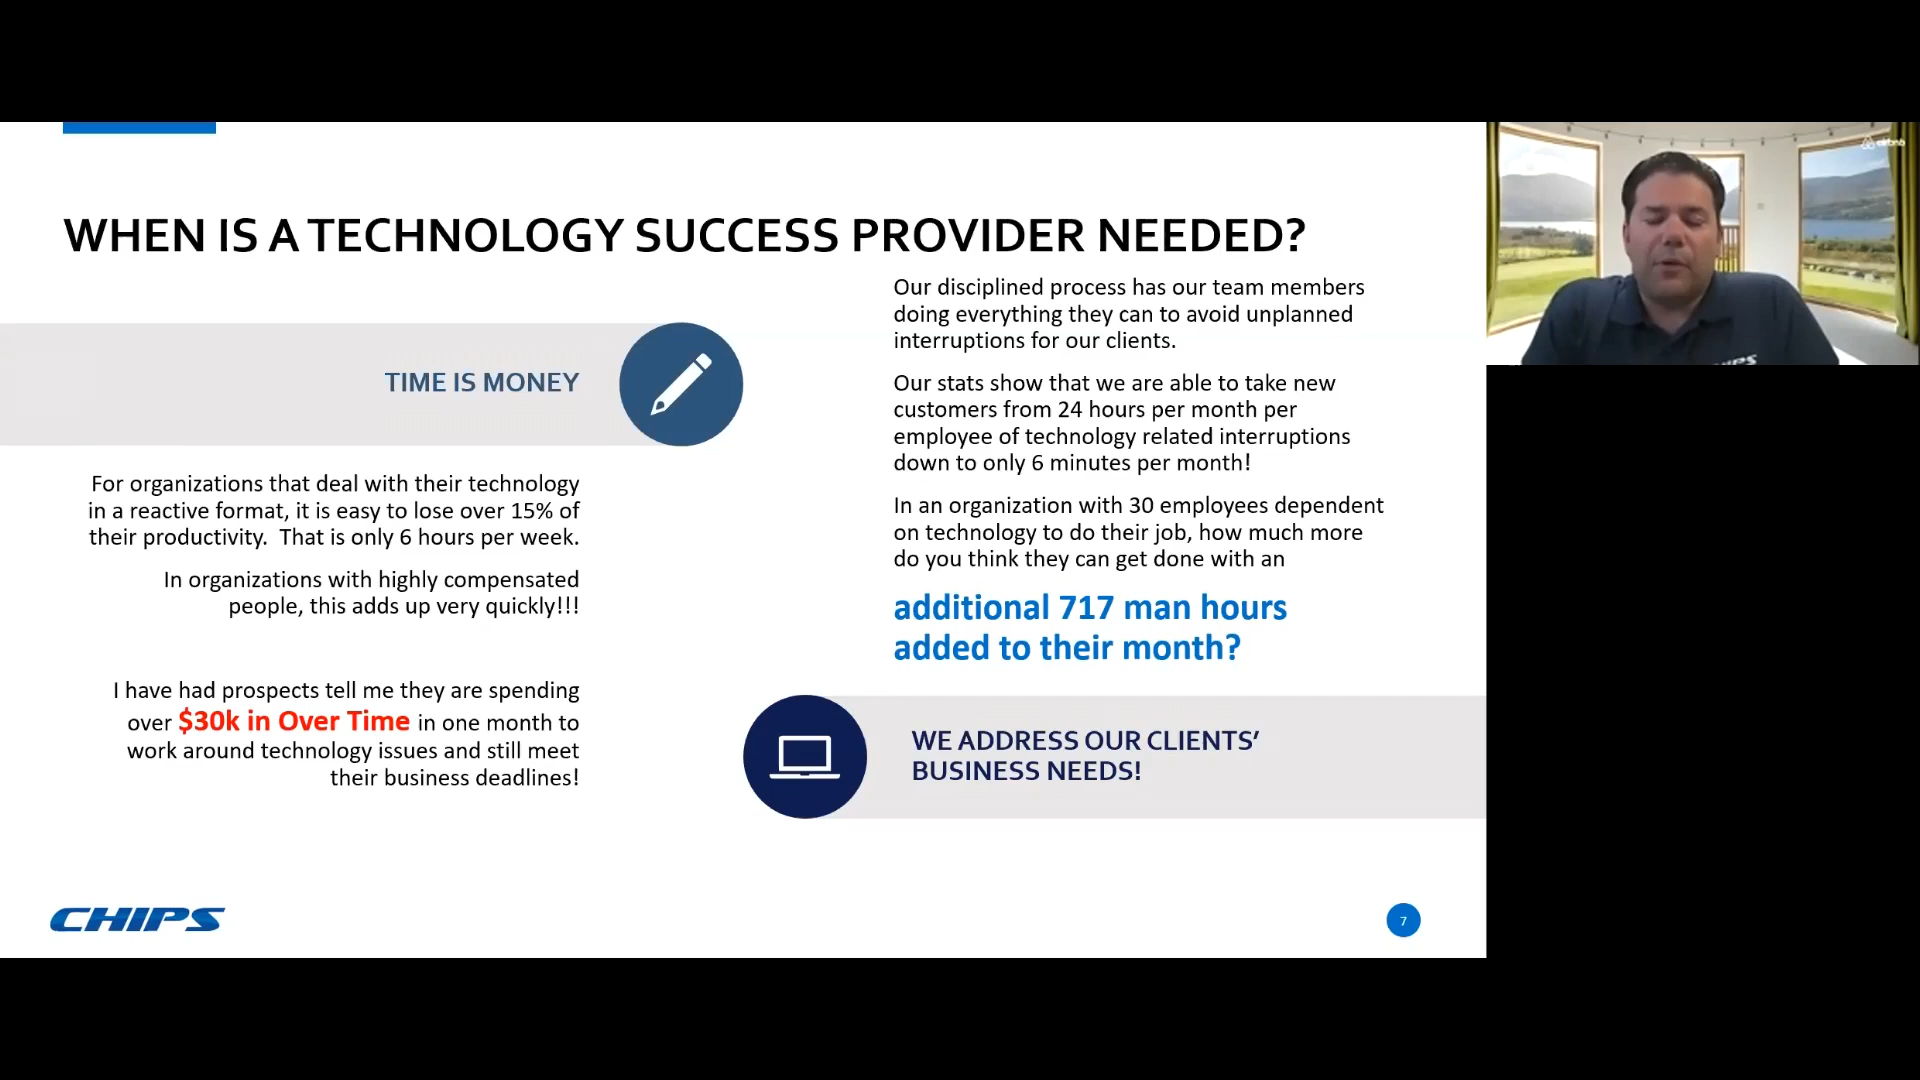 WHEN IS A TECHNOLOGY SUCCESS PROVIDER NEEDED?
TIME IS MONEY
For organizations that deal with their technology
in a reactive format, it is easy to lose over 15% of
their productivity.  That is only 6 hours per week.
In organizations with highly compensated
people, this adds up very quickly!!!
I have had prospects tell me they are spending
over $30k in Over Time in one month to
work around technology issues and still meet
their business deadlines!
Our disciplined process has our team members
doing everything they can to avoid unplanned
interruptions for our clients.
Our stats show that we are able to take new
customers from 24 hours per month per
employee of technology related interruptions
down to only 6 minutes per month!
In an organization with 30 employees dependent
on technology to do their job, how much more
do you think they can get done with an
additional 717 man hours
added to their month?
WE ADDRESS OUR CLIENTS’
BUSINESS NEEDS!
CHIPS
7
airbnb